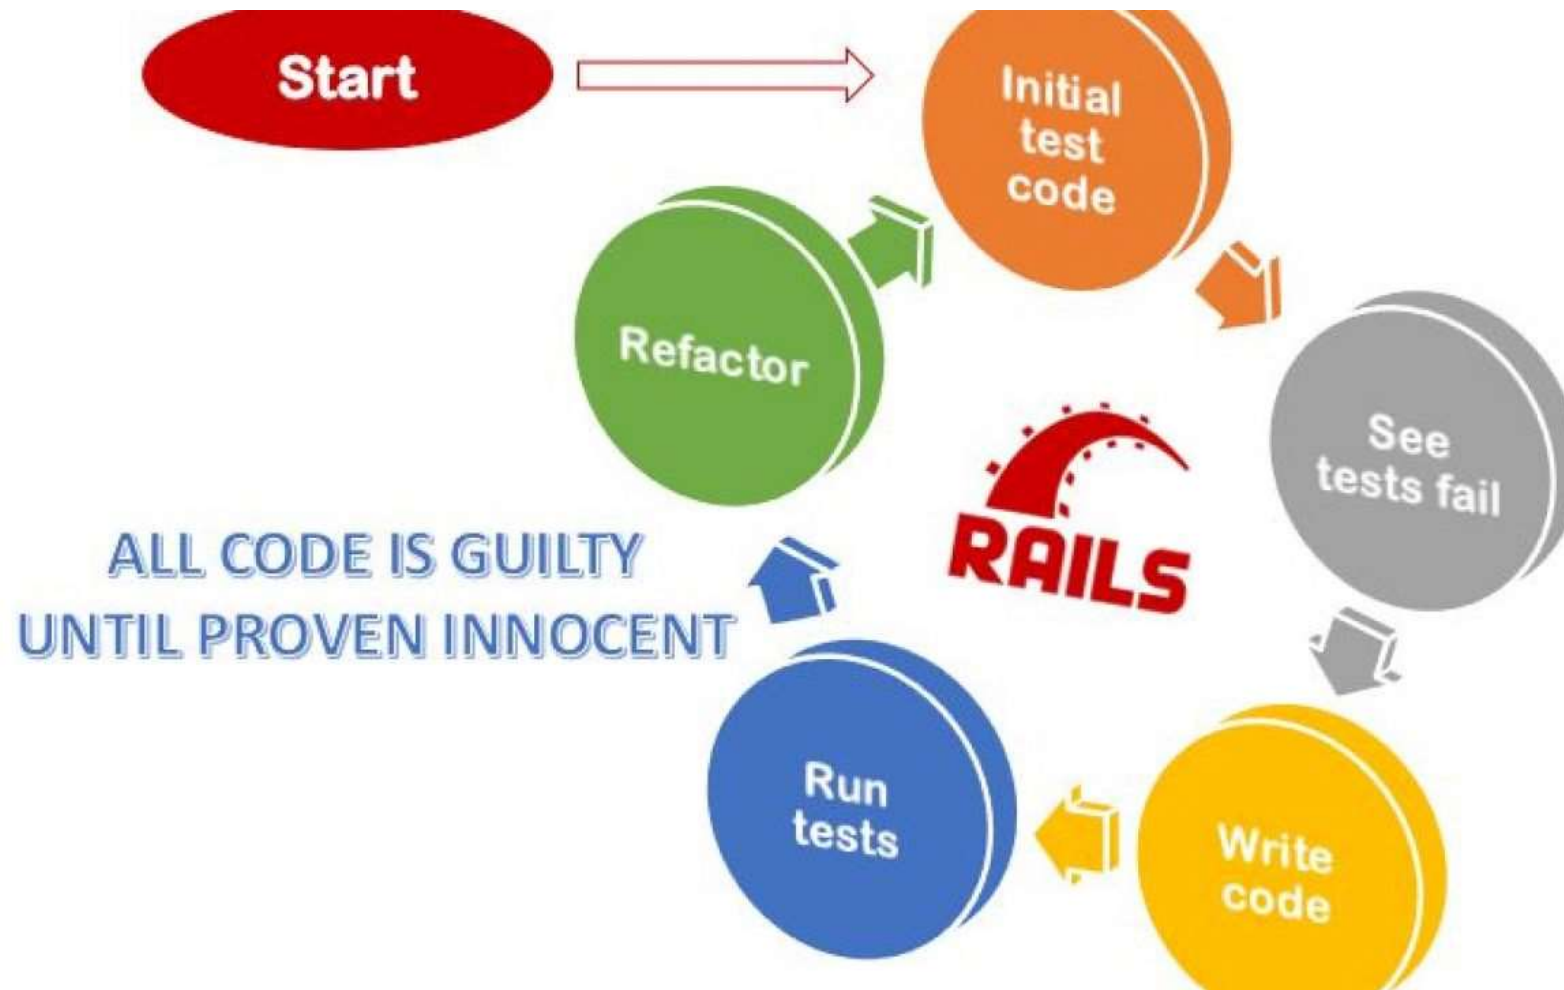 Start
Initial
test
code
Refactor
See
tests fail
RAILS
ALL CODE IS GUILTY
UNTIL PROVEN INNOCENT
Run
tests
Write
code